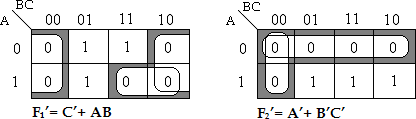 BC
A 00 01 11 10
0 0 1 1 0
1 0 1 0 0
F₁′= C′+ AB
BC
A 00 01 11 10
0 0 0 0 0
1 0 1 1 1
F₂′= A′+ B′C′